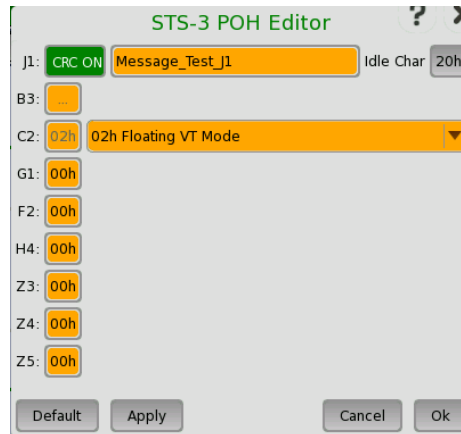 STS-3 POH Editor ? X
J1: CRC ON Message_Test_J1 Idle Char 20h
B3: ...
C2: 02h 02h Floating VT Mode
G1: 00h
F2: 00h
H4: 00h
Z3: 00h
Z4: 00h
Z5: 00h
Default Apply Cancel Ok